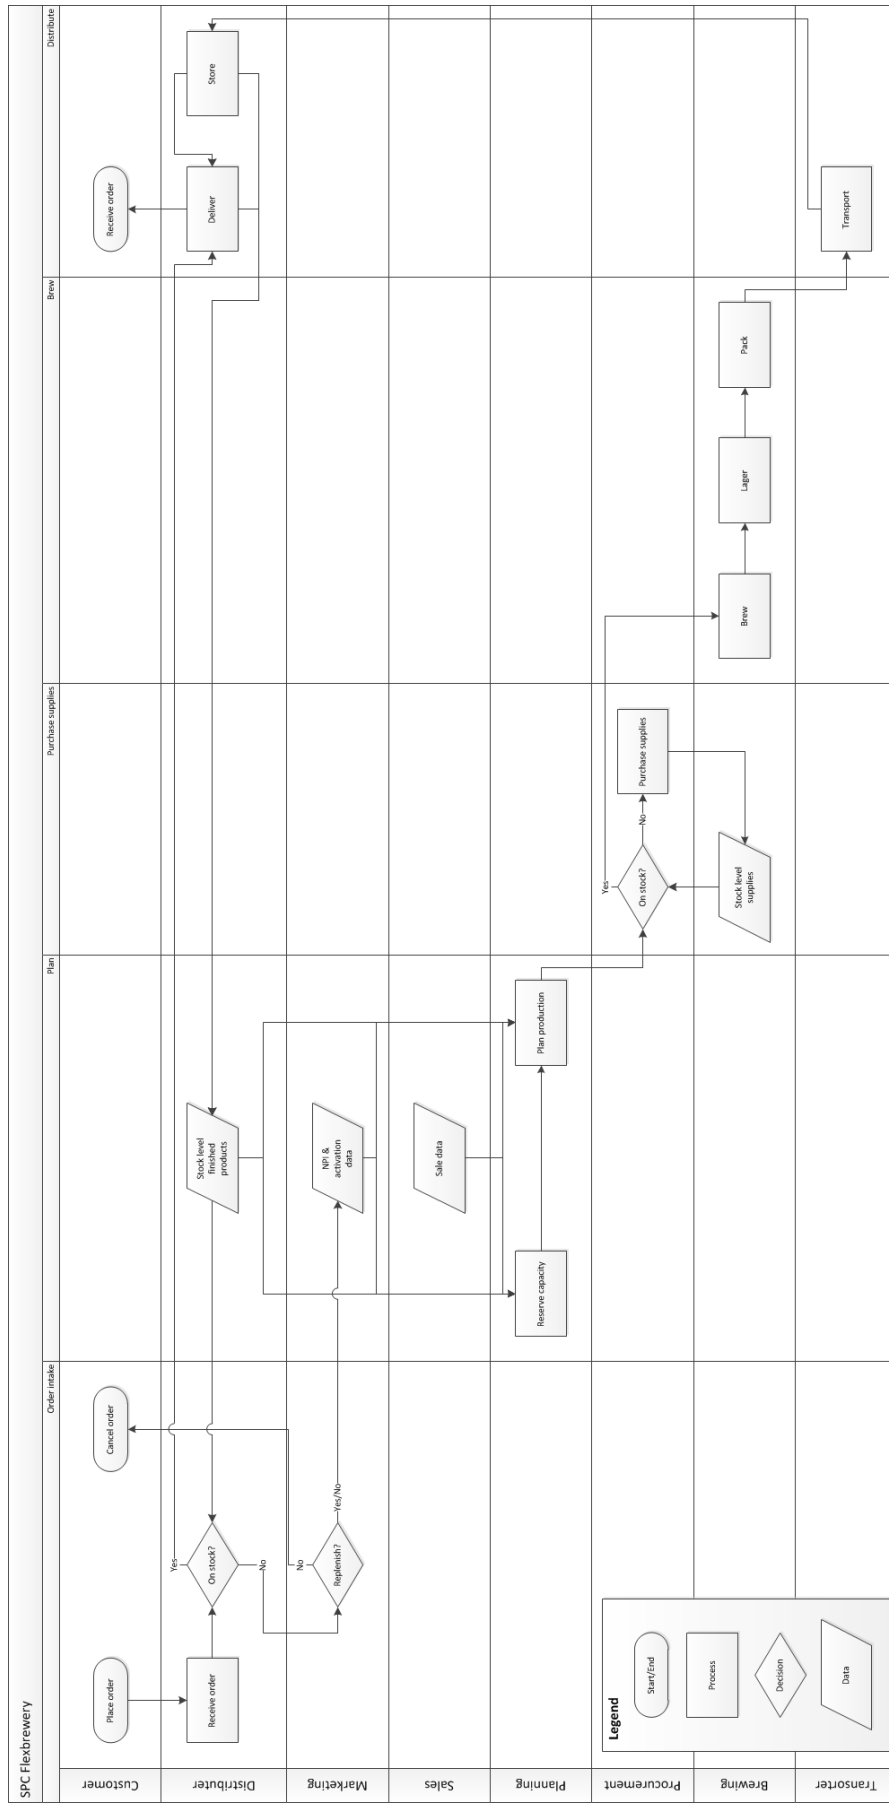 SPC Flexbrewery
Order intake
Plan
Purchase supplies
Brew
Distribute
Customer
Place order
Cancel order
Receive order
Distributer
Receive order
On stock?
Yes
No
Stock level
finished
products
Deliver
Store
Marketing
Replenish?
No
Yes/No
NPI &
activation
data
Sales
Sale data
Planning
Reserve capacity
Plan production
Procurement
On stock?
Yes
No
Purchase supplies
Brewing
Stock level
supplies
Brew
Lager
Pack
Transorter
Transport
Legend
Start/End
Process
Decision
Data